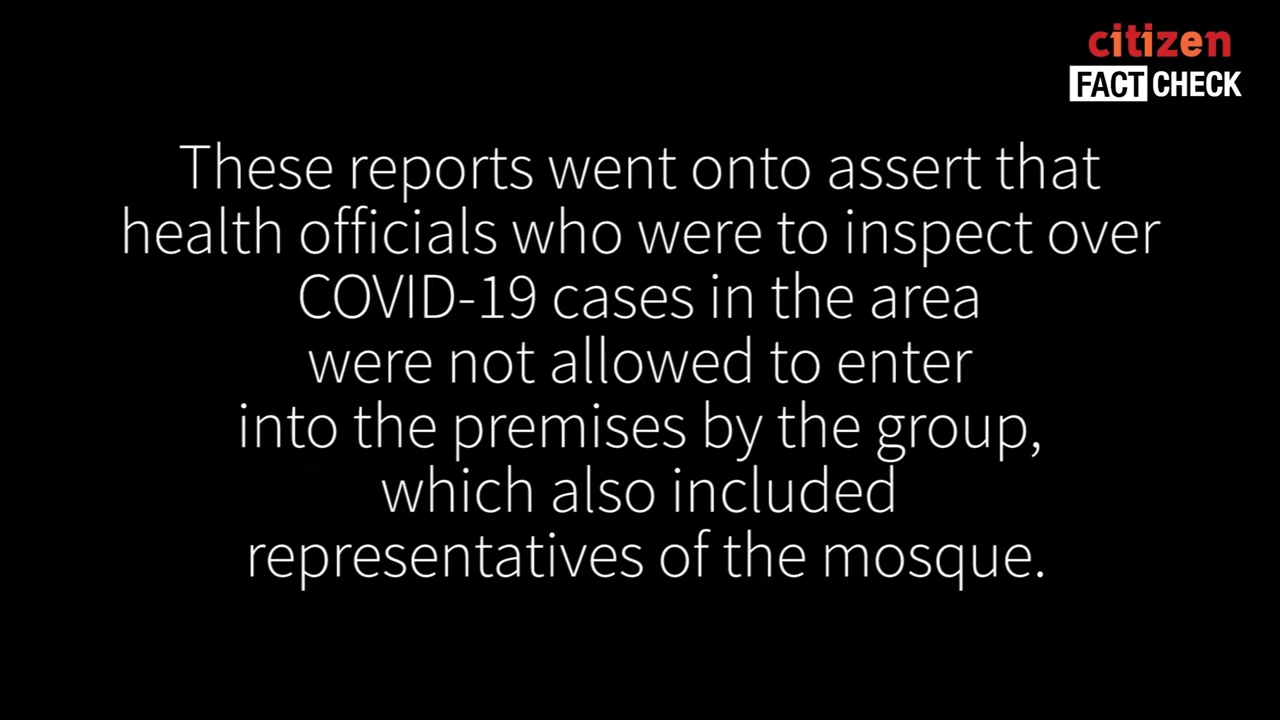 citizen
FACT CHECK
These reports went onto assert that
health officials who were to inspect over
COVID-19 cases in the area
were not allowed to enter
into the premises by the group,
which also included
representatives of the mosque.